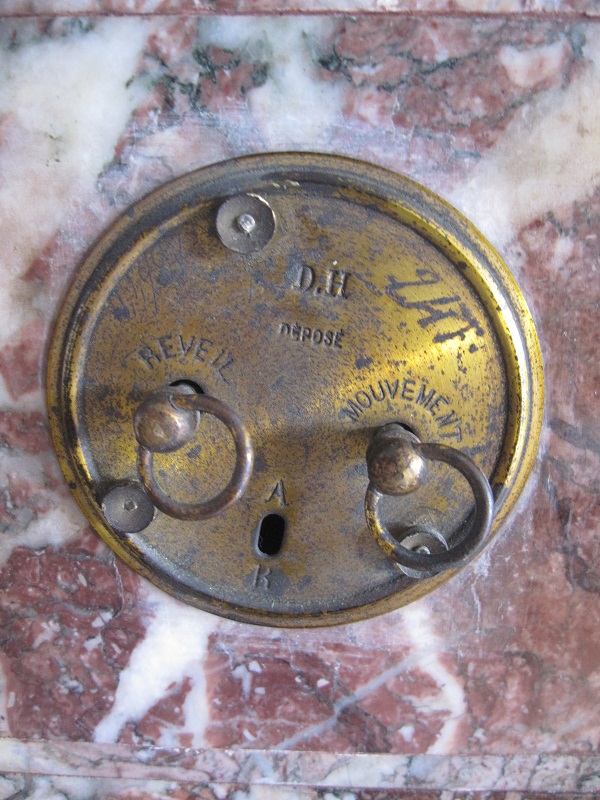 D.H
DÉPOSÉ
REVEIL
MOUVEMENT
A
R